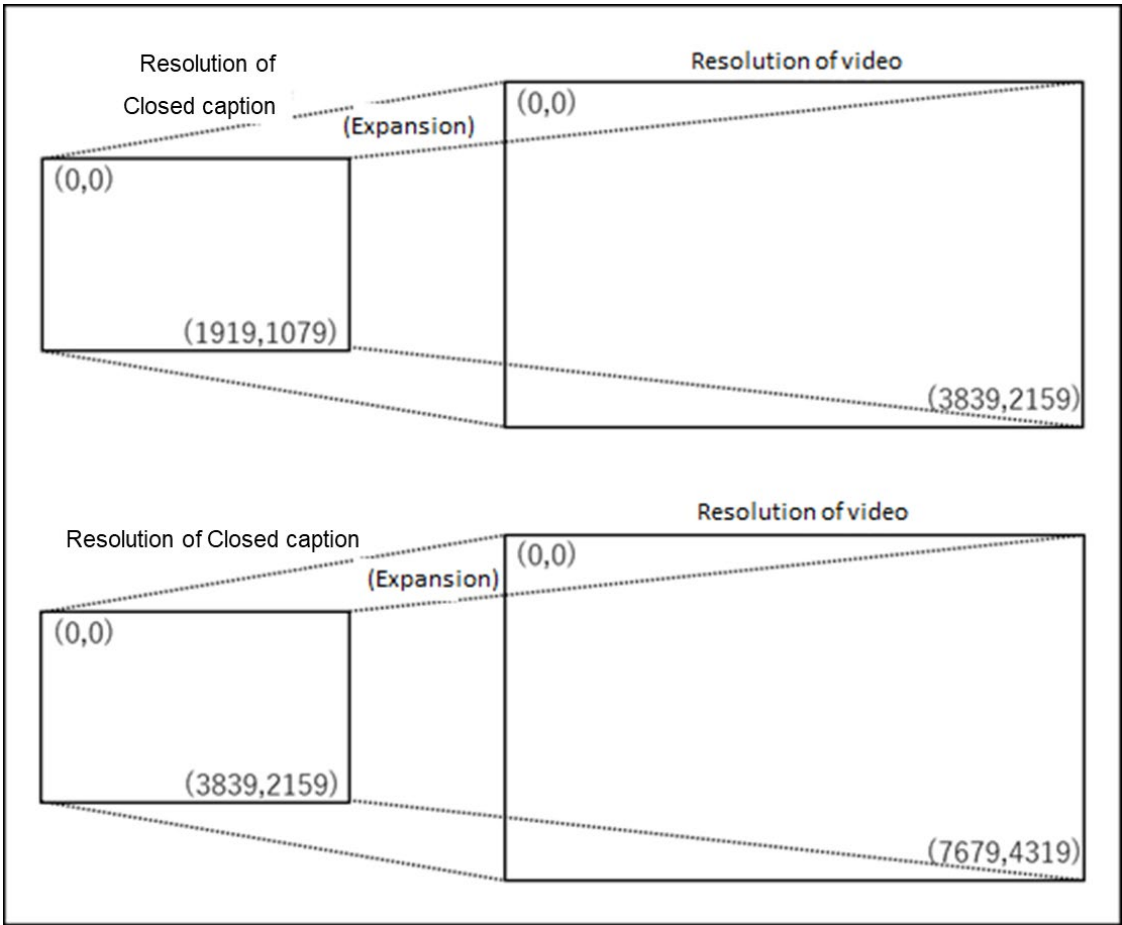 Resolution of
Closed caption
Resolution of video
(Expansion)
(0,0)
(0,0)
(1919,1079)
(3839,2159)
Resolution of Closed caption
Resolution of video
(Expansion)
(0,0)
(0,0)
(3839,2159)
(7679,4319)